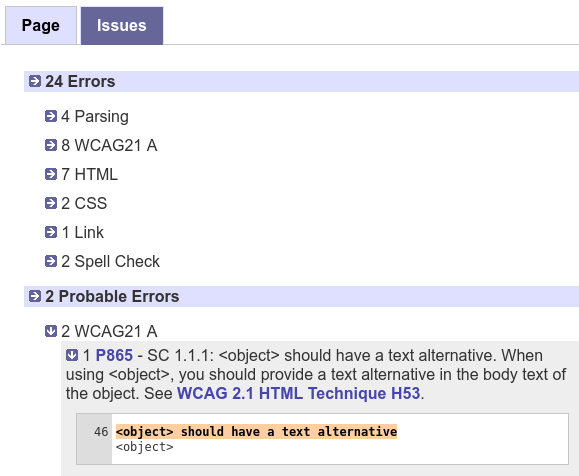 Page Issues
24 Errors
4 Parsing
8 WCAG21 A
7 HTML
2 CSS
1 Link
2 Spell Check
2 Probable Errors
2 WCAG21 A
1 P865 - SC 1.1.1: <object> should have a text alternative. When
using <object>, you should provide a text alternative in the body text of
the object. See WCAG 2.1 HTML Technique H53.
46 <object> should have a text alternative
<object>